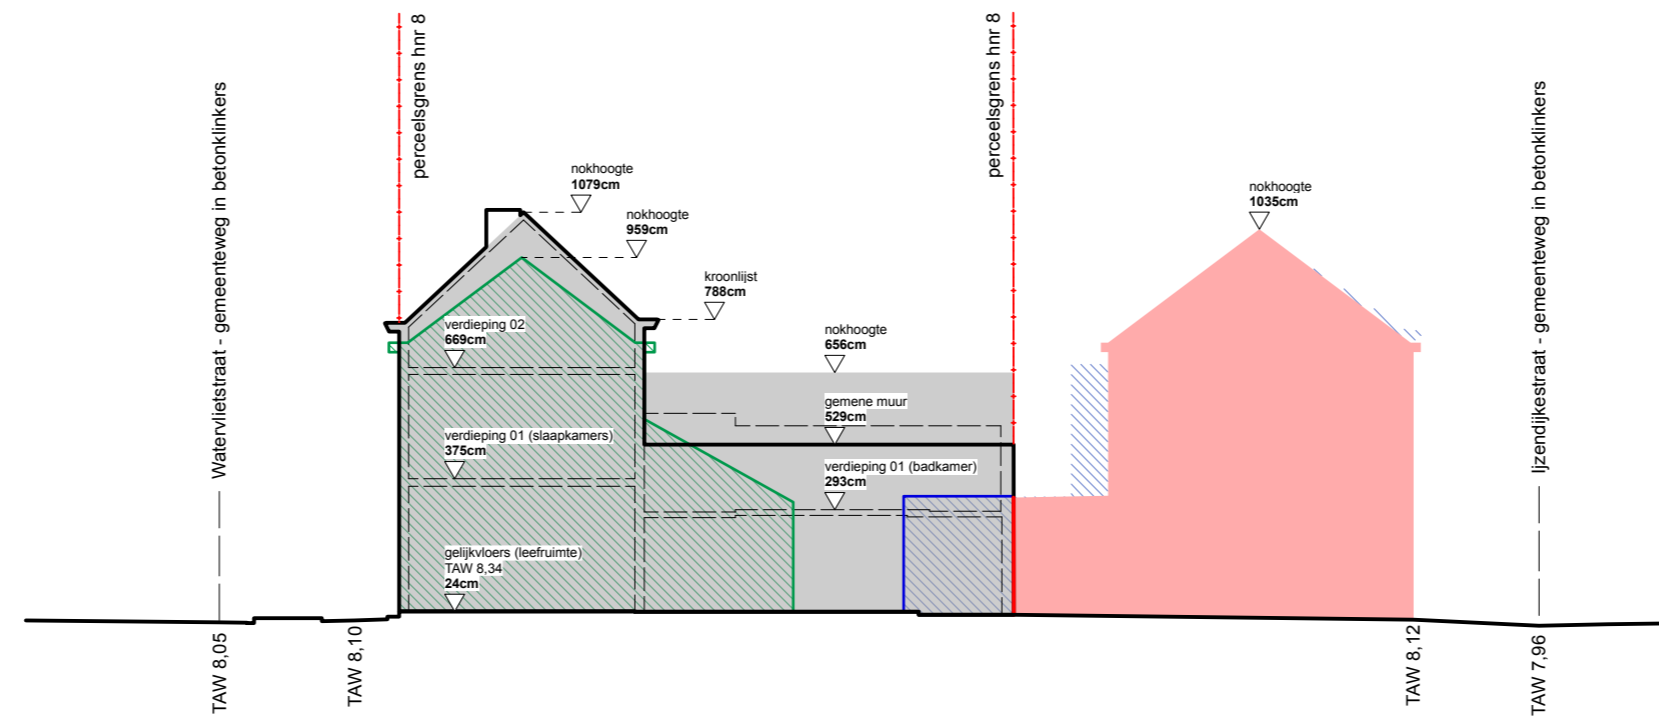 Watervlietstraat - gemeenteweg in betonklinkers
perceelsgrens hnr 8
perceelsgrens hnr 8
Ijzendijkestraat - gemeenteweg in betonklinkers
nokhoogte
1079cm
nokhoogte
959cm
kroonlijst
788cm
nokhoogte
1035cm
verdieping 02
669cm
nokhoogte
656cm
gemene muur
529cm
verdieping 01 (slaapkamers)
375cm
verdieping 01 (badkamer)
293cm
gelijkvloers (leefruimte)
TAW 8,34
24cm
TAW 8,05
TAW 8,10
TAW 8,12
TAW 7,96